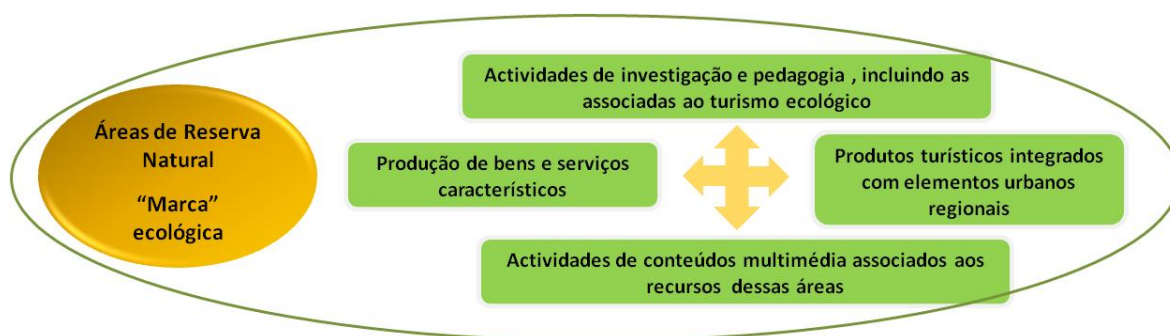 Áreas de Reserva
Natural
“Marca”
ecológica
Actividades de investigação e pedagogia , incluindo as
associadas ao turismo ecológico
Produção de bens e serviços
característicos
Produtos turísticos integrados
com elementos urbanos
regionais
Actividades de conteúdos multimédia associados aos
recursos dessas áreas